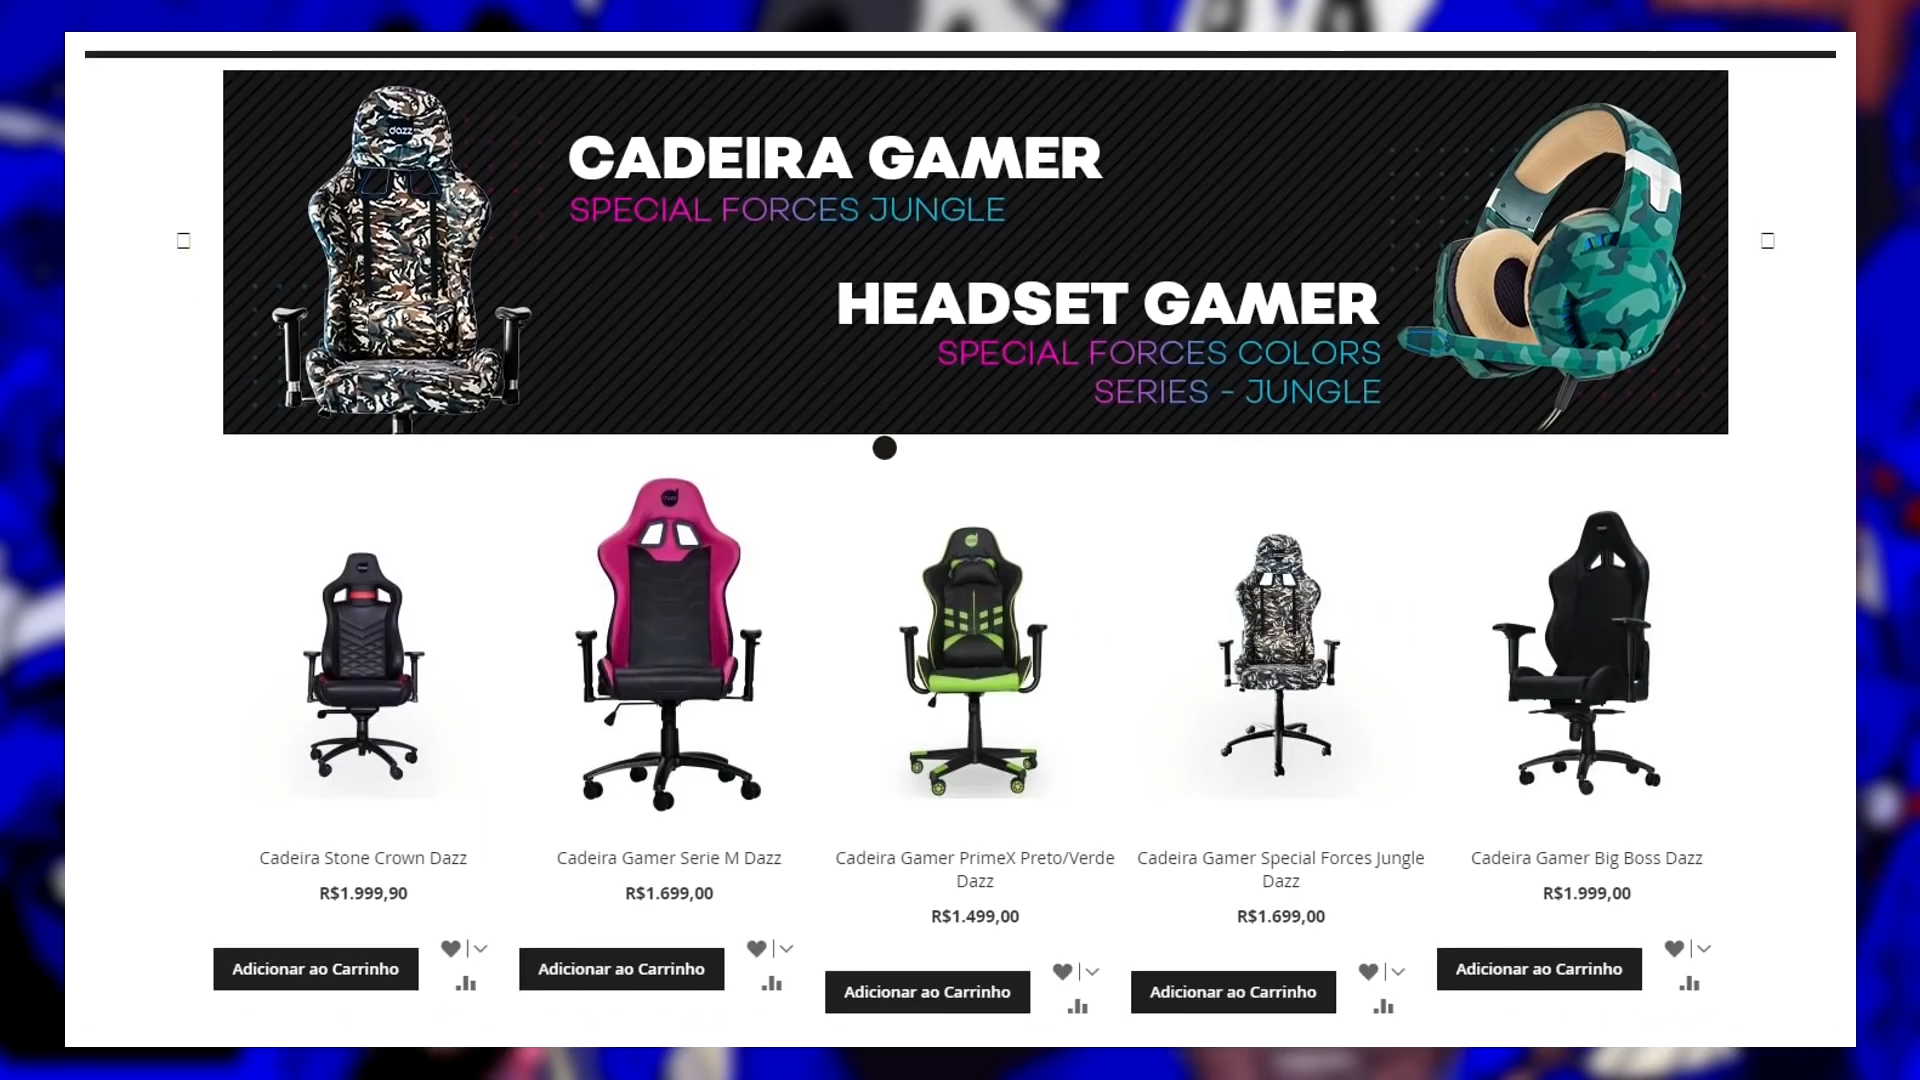 dazz
CADEIRA GAMER
SPECIAL FORCES JUNGLE
HEADSET GAMER
SPECIAL FORCES COLORS
SERIES - JUNGLE
Cadeira Stone Crown Dazz
R$1.999,90
Adicionar ao Carrinho
Cadeira Gamer Serie M Dazz
R$1.699,00
Adicionar ao Carrinho
Cadeira Gamer PrimeX Preto/Verde
Dazz
R$1.499,00
Adicionar ao Carrinho
Cadeira Gamer Special Forces Jungle
Dazz
R$1.699,00
Adicionar ao Carrinho
Cadeira Gamer Big Boss Dazz
R$1.999,00
Adicionar ao Carrinho